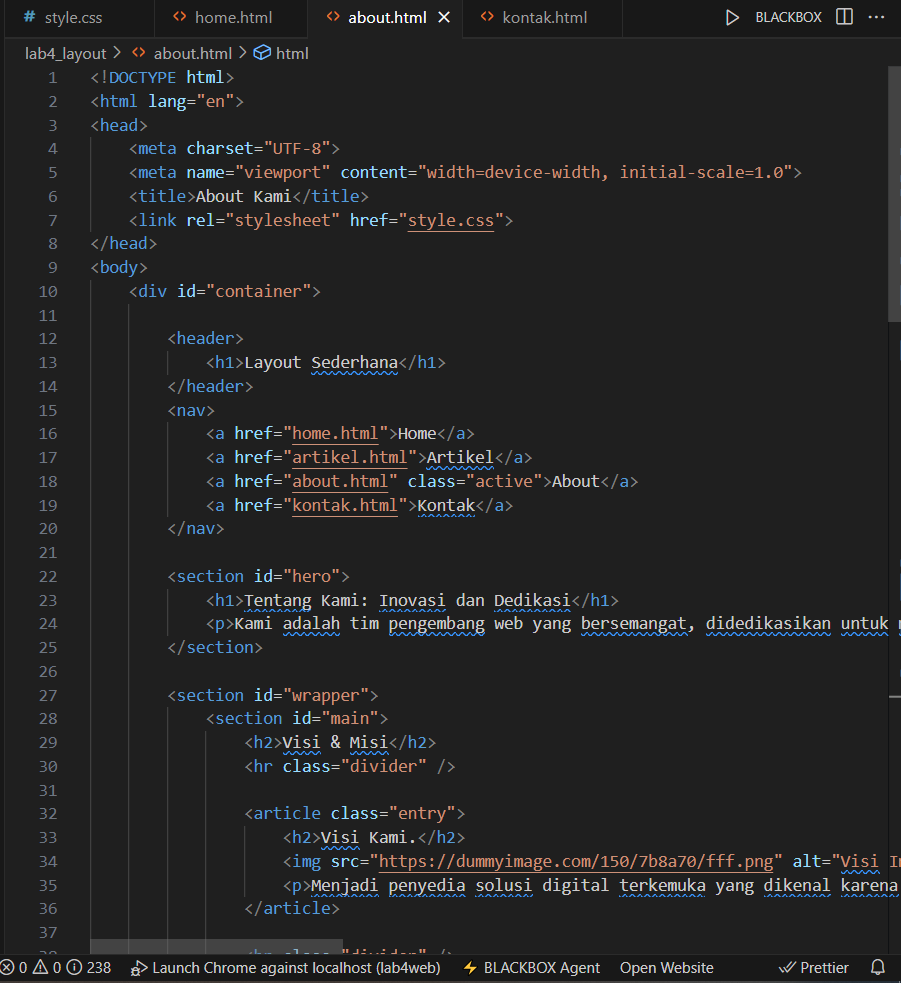 # style.css <> home.html <> about.html × <> kontak.html BLACKBOX ...
lab4_layout > <> about.html > html
1 <!DOCTYPE html>
2 <html lang="en">
3 <head>
4 <meta charset="UTF-8">
5 <meta name="viewport" content="width=device-width, initial-scale=1.0">
6 <title>About Kami</title>
7 <link rel="stylesheet" href="style.css">
8 </head>
9 <body>
10 <div id="container">
11
12 <header>
13 <h1>Layout Sederhana</h1>
14 </header>
15 <nav>
16 <a href="home.html">Home</a>
17 <a href="artikel.html">Artikel</a>
18 <a href="about.html" class="active">About</a>
19 <a href="kontak.html">Kontak</a>
20 </nav>
21
22 <section id="hero">
23 <h1>Tentang Kami: Inovasi dan Dedikasi</h1>
24 <p>Kami adalah tim pengembang web yang bersemangat, didedikasikan untuk
25 </section>
26
27 <section id="wrapper">
28 <section id="main">
29 <h2>Visi & Misi</h2>
30 <hr class="divider" />
31
32 <article class="entry">
33 <h2>Visi Kami.</h2>
34 <img src="https://dummyimage.com/150/7b8a70/fff.png" alt="Visi
35 <p>Menjadi penyedia solusi digital terkemuka yang dikenal karena
36 </article>
37
38 <hr class="divider" />
0 0 238 Launch Chrome against localhost (lab4web) BLACKBOX Agent Open Website Prettier